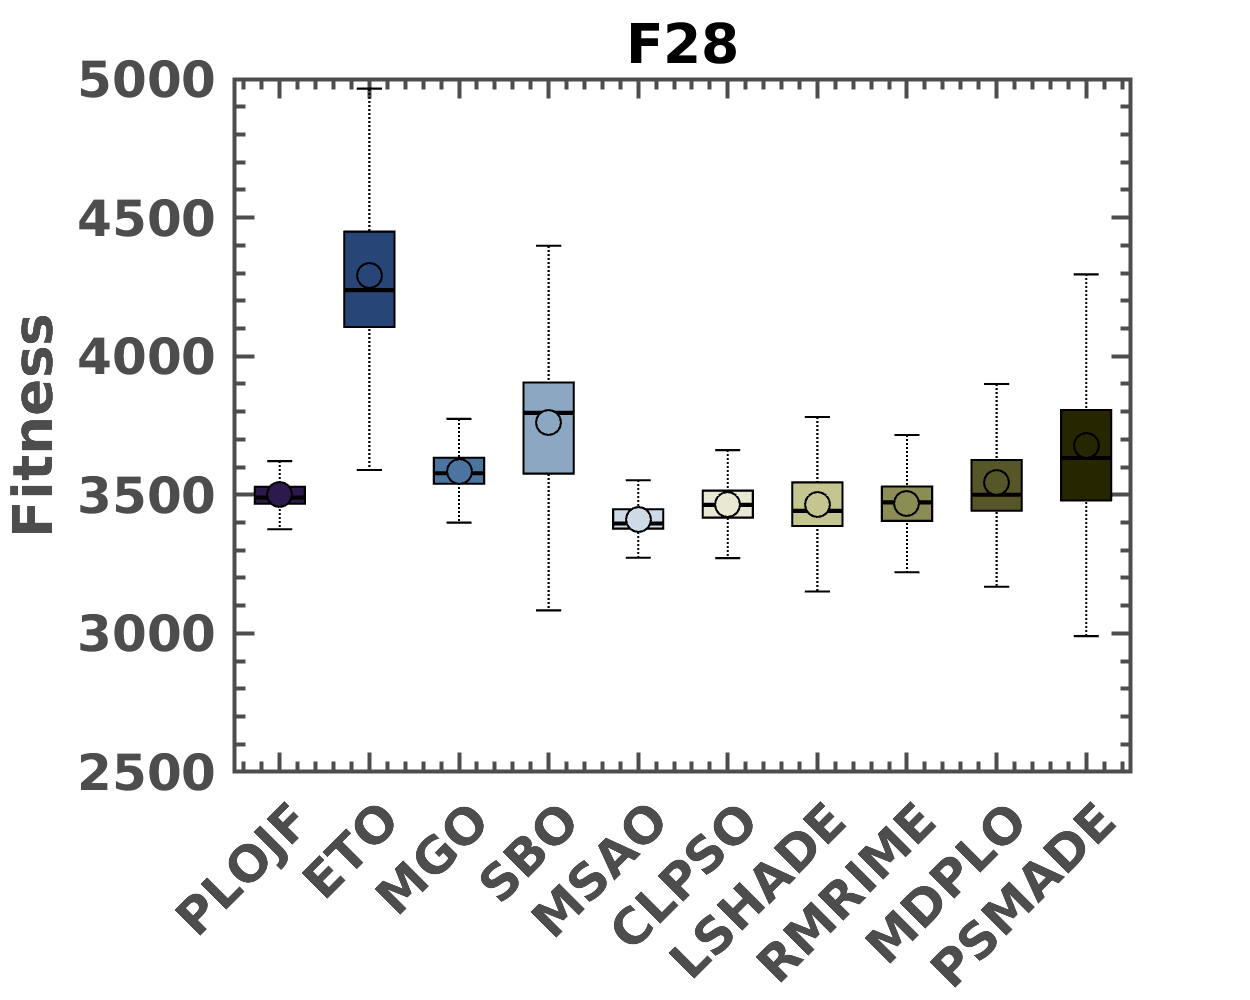 F28
5000
4500
4000
3500
3000
2500
Fitness
PLOJF
ETO
MGO
SBO
MSAO
CLPSO
LSHADE
RMRIME
MDPLO
PSMADE